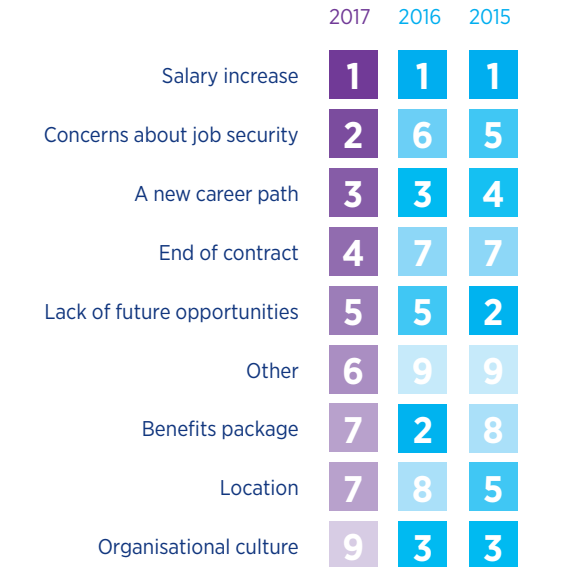 2017 2016 2015
Salary increase 1 1 1
Concerns about job security 2 6 5
A new career path 3 3 4
End of contract 4 7 7
Lack of future opportunities 5 5 2
Other 6 9 9
Benefits package 7 2 8
Location 7 8 5
Organisational culture 9 3 3